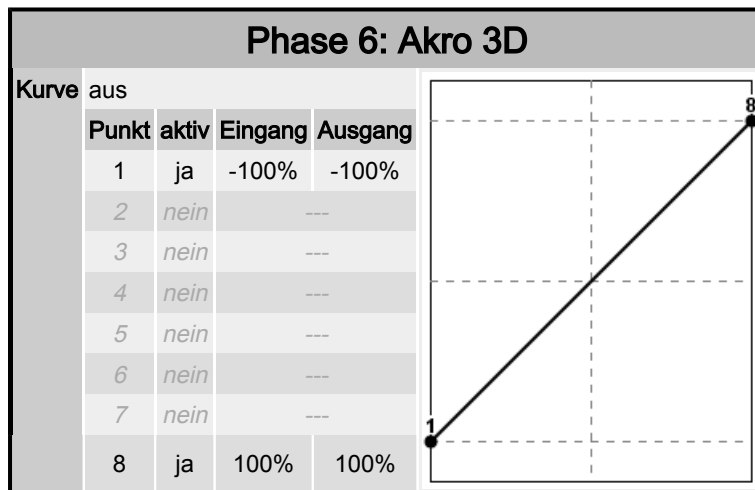 Phase 6: Akro 3D
Kurve aus
Punkt aktiv Eingang Ausgang
1 ja -100% -100%
2 nein ---
3 nein ---
4 nein ---
5 nein ---
6 nein ---
7 nein ---
8 ja 100% 100%
8
1